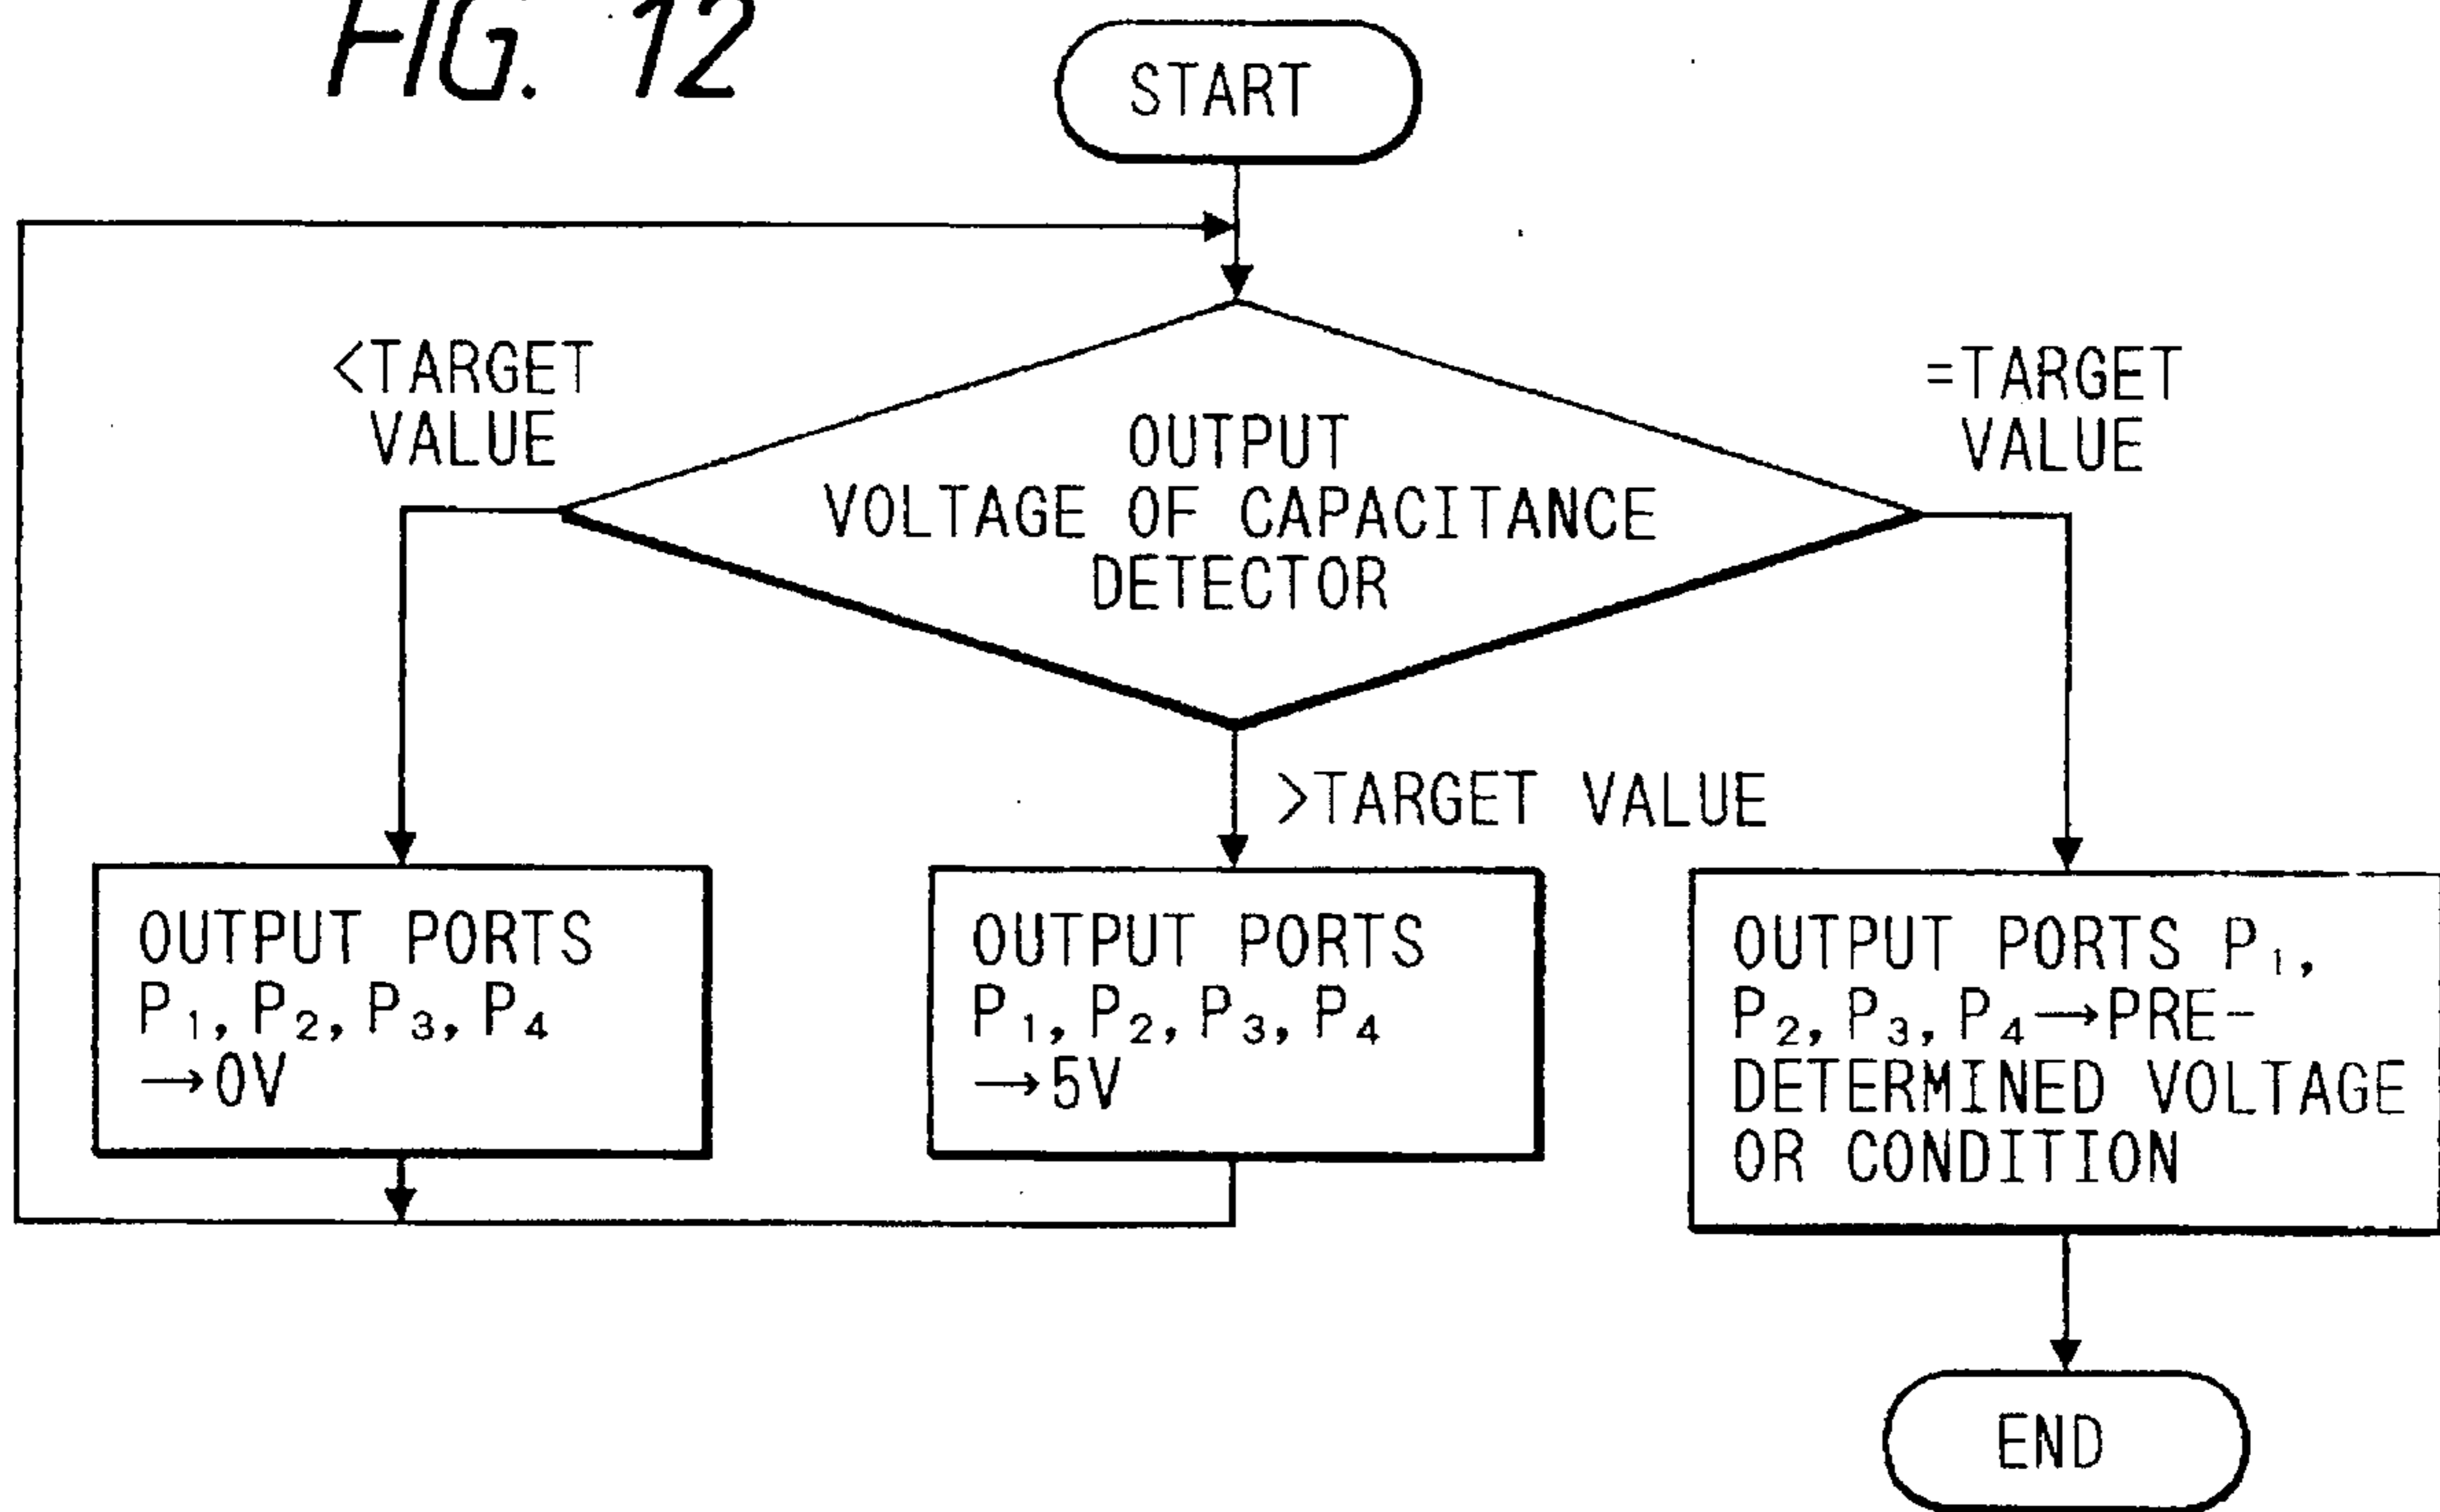 FIG. 12
START
<TARGET
VALUE
=TARGET
VALUE
OUTPUT
VOLTAGE OF CAPACITANCE
DETECTOR
>TARGET VALUE
OUTPUT PORTS
P₁, P₂, P₃, P₄
→0V
OUTPUT PORTS
P₁, P₂, P₃, P₄
→5V
OUTPUT PORTS P₁,
P₂, P₃, P₄→PRE-
DETERMINED VOLTAGE
OR CONDITION
END